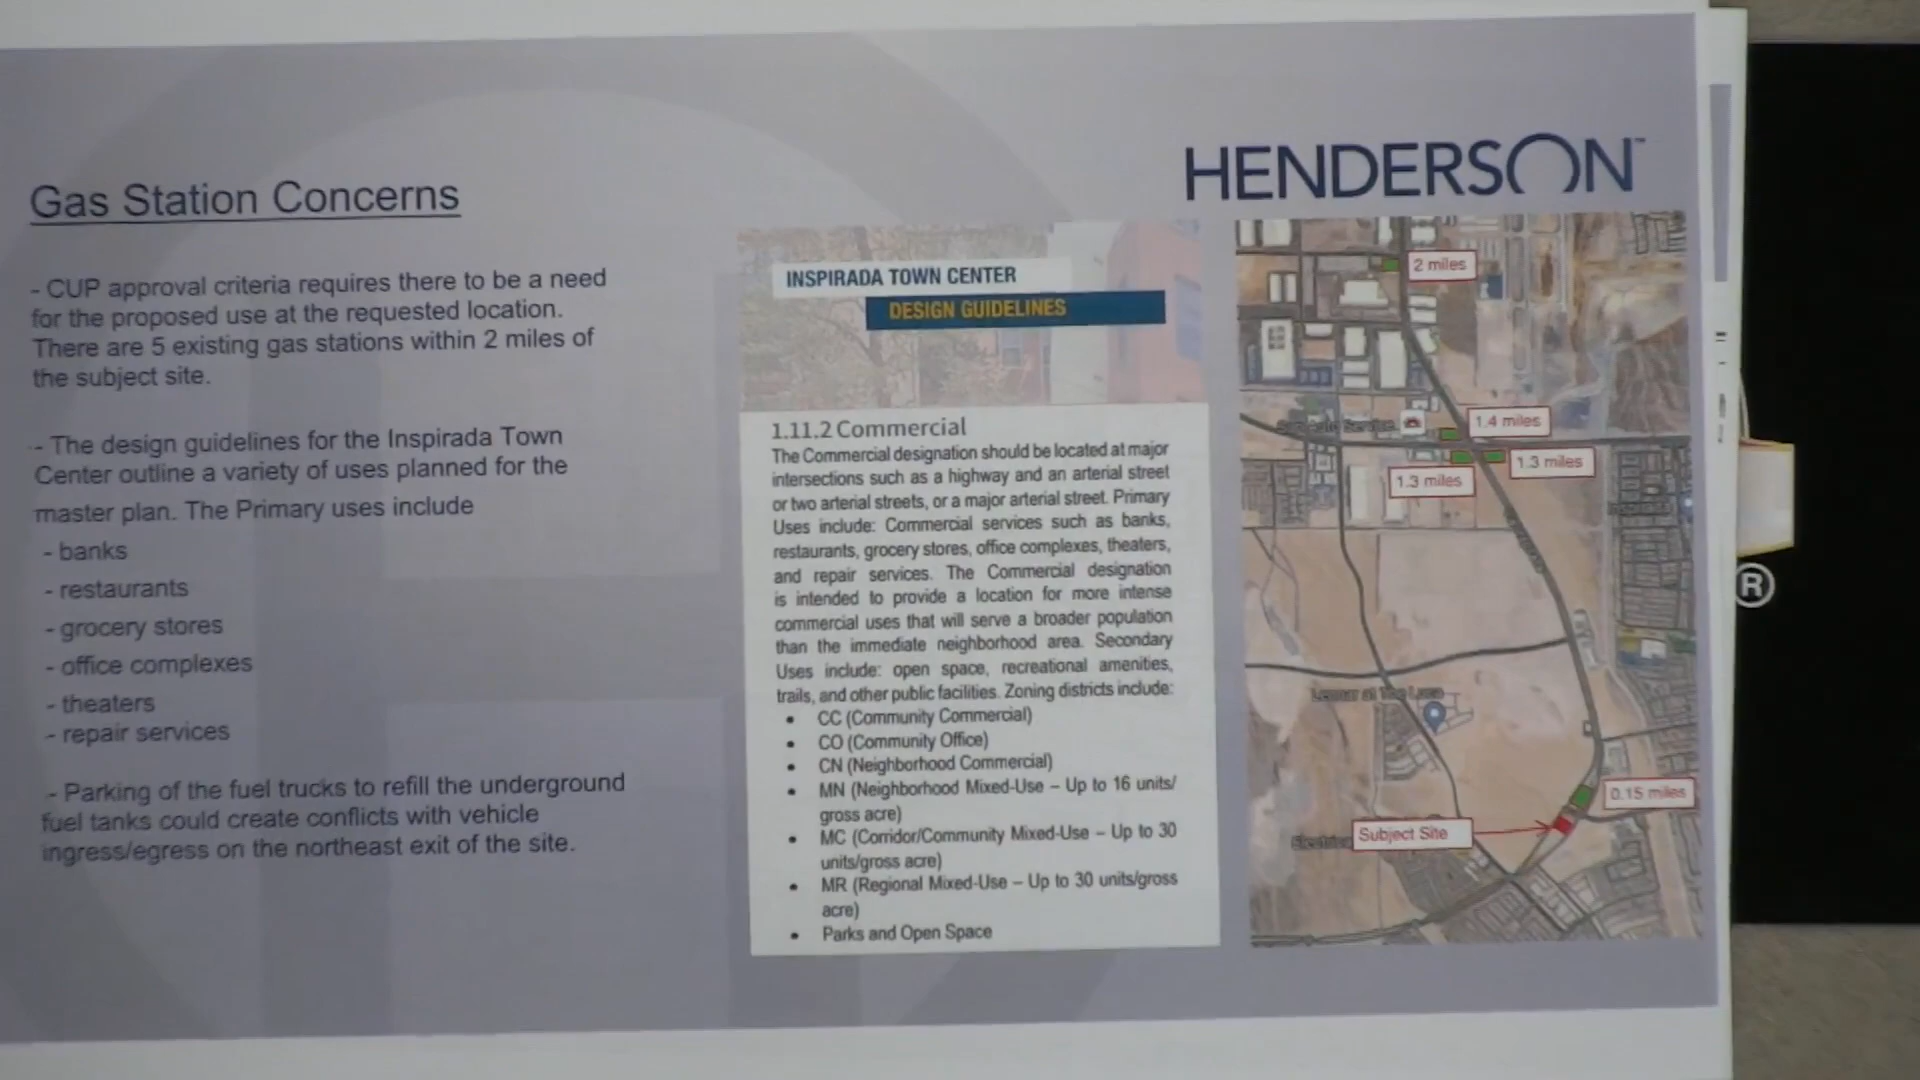 HENDERSON™
Gas Station Concerns
- CUP approval criteria requires there to be a need
for the proposed use at the requested location.
There are 5 existing gas stations within 2 miles of
the subject site.
- The design guidelines for the Inspirada Town
Center outline a variety of uses planned for the
master plan. The Primary uses include
- banks
- restaurants
- grocery stores
- office complexes
- theaters
- repair services
- Parking of the fuel trucks to refill the underground
fuel tanks could create conflicts with vehicle
ingress/egress on the northeast exit of the site.
INSPIRADA TOWN CENTER
DESIGN GUIDELINES
1.11.2 Commercial
The Commercial designation should be located at major
intersections such as a highway and an arterial street
or two arterial streets, or a major arterial street. Primary
Uses include: Commercial services such as banks,
restaurants, grocery stores, office complexes, theaters,
and repair services. The Commercial designation
is intended to provide a location for more intense
commercial uses that will serve a broader population
than the immediate neighborhood area. Secondary
Uses include: open space, recreational amenities,
trails, and other public facilities. Zoning districts include:
• CC (Community Commercial)
• CO (Community Office)
• CN (Neighborhood Commercial)
• MN (Neighborhood Mixed-Use – Up to 16 units/
gross acre)
• MC (Corridor/Community Mixed-Use – Up to 30
units/gross acre)
• MR (Regional Mixed-Use – Up to 30 units/gross
acre)
• Parks and Open Space
2 miles
1.4 miles
1.3 miles
1.3 miles
0.15 miles
Subject Site
®